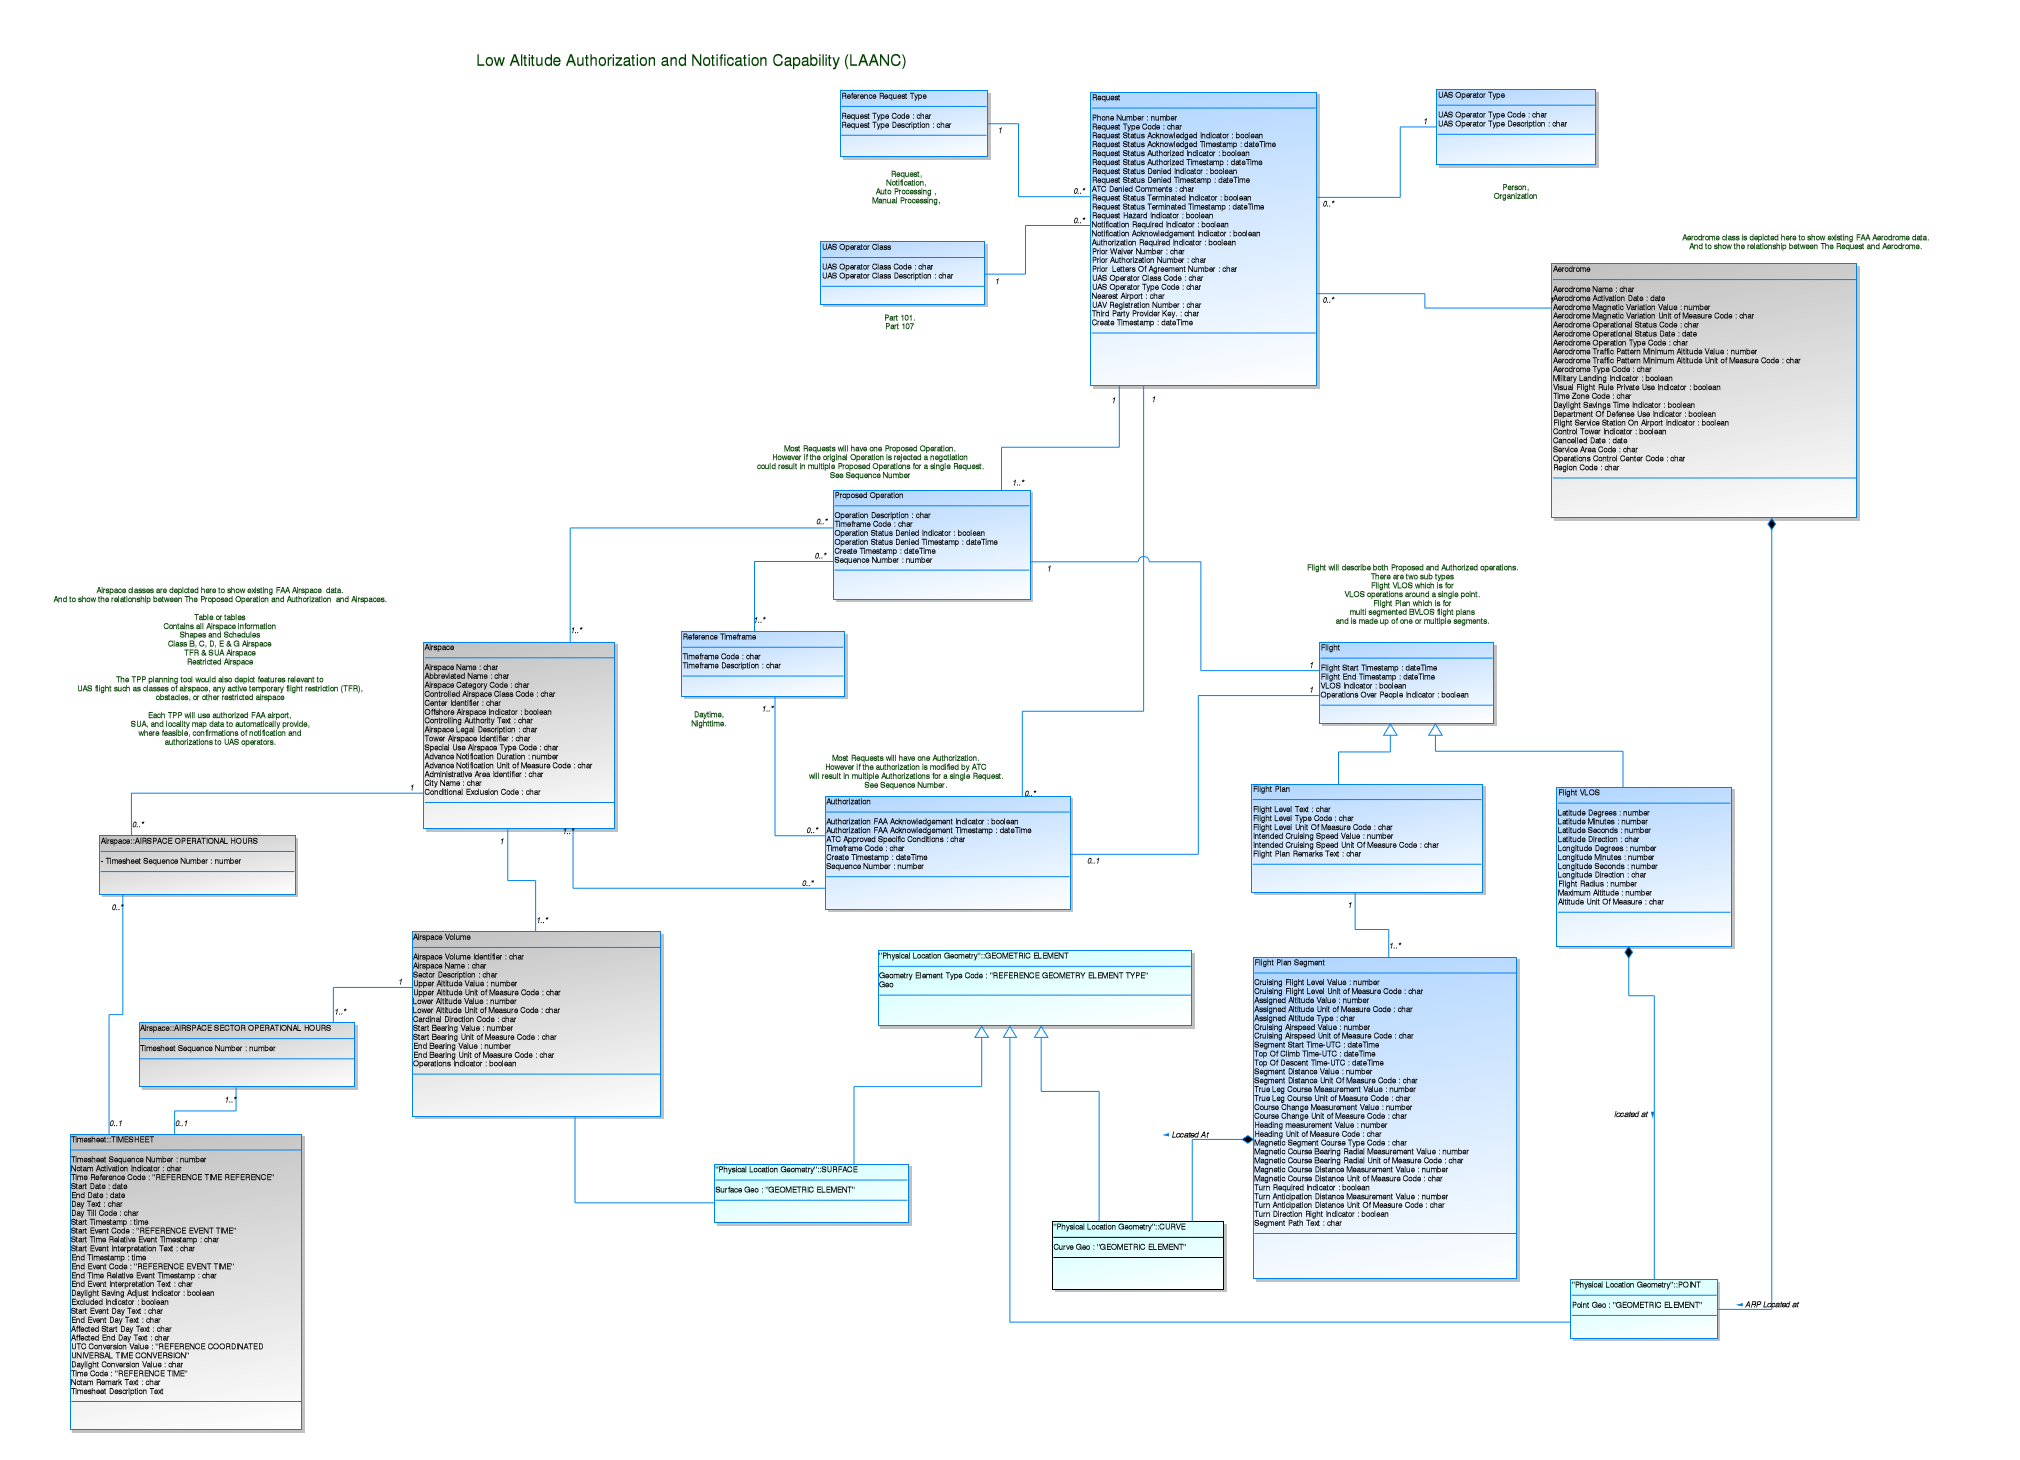 Low Altitude Authorization and Notification Capability (LAANC)
Reference Request Type
Request Type Code : char
Request Type Description : char
1
0..*
Request,
Notification,
Auto Processing ,
Manual Processing,
UAS Operator Class
UAS Operator Class Code : char
UAS Operator Class Description : char
1
0..*
Part 101.
Part 107
Request
Phone Number : number
Request Type Code : char
Request Status Acknowledged Indicator : boolean
Request Status Acknowledged Timestamp : dateTime
Request Status Authorized Indicator : boolean
Request Status Authorized Timestamp : dateTime
Request Status Denied Indicator : boolean
Request Status Denied Timestamp : dateTime
ATC Denied Comments : char
Request Status Terminated Indicator : boolean
Request Status Terminated Timestamp : dateTime
Request Hazard Indicator : boolean
Notification Required Indicator : boolean
Notification Acknowledgement Indicator : boolean
Authorization Required Indicator : boolean
Prior Waiver Number : char
Prior Authorization Number : char
Prior  Letters Of Agreement Number : char
UAS Operator Class Code : char
UAS Operator Type Code : char
Nearest Airport : char
UAV Registration Number : char
Third Party Provider Key. : char
Create Timestamp : dateTime
UAS Operator Type
UAS Operator Type Code : char
UAS Operator Type Description : char
1
0..*
Person,
Organization
Aerodrome class is depicted here to show existing FAA Aerodrome data.
And to show the relationship between The Request and Aerodrome.
0..*
Aerodrome
Aerodrome Name : char
Aerodrome Activation Date : date
Aerodrome Magnetic Variation Value : number
Aerodrome Magnetic Variation Unit of Measure Code : char
Aerodrome Operational Status Code : char
Aerodrome Operational Status Date : date
Aerodrome Operation Type Code : char
Aerodrome Traffic Pattern Minimum Altitude Value : number
Aerodrome Traffic Pattern Minimum Altitude Unit of Measure Code : char
Aerodrome Type Code : char
Military Landing Indicator : boolean
Visual Flight Rule Private Use Indicator : boolean
Time Zone Code : char
Daylight Savings Time Indicator : boolean
Department Of Defense Use Indicator : boolean
Flight Service Station On Airport Indicator : boolean
Control Tower Indicator : boolean
Cancelled Date : date
Service Area Code : char
Operations Control Center Code : char
Region Code : char
1
1
Most Requests will have one Proposed Operation.
However if the original Operation is rejected a negotiation
could result in multiple Proposed Operations for a single Request.
See Sequence Number
1..*
Proposed Operation
Operation Description : char
Timeframe Code : char
Operation Status Denied Indicator : boolean
Operation Status Denied Timestamp : dateTime
Create Timestamp : dateTime
Sequence Number : number
0..*
0..*
1
Flight will describe both Proposed and Authorized operations.
There are two sub types
Flight VLOS which is for
VLOS operations around a single point.
Flight Plan which is for
multi segmented BVLOS flight plans
and is made up of one or multiple segments.
Airspace classes are depicted here to show existing FAA Airspace  data.
And to show the relationship between The Proposed Operation and Authorization  and Airspaces.
Table or tables
Contains all Airspace information
Shapes and Schedules
Class B, C, D, E & G Airspace
TFR & SUA Airspace
Restricted Airspace
The TPP planning tool would also depict features relevant to
UAS flight such as classes of airspace, any active temporary flight restriction (TFR),
obstacles, or other restricted airspace
Each TPP will use authorized FAA airport,
SUA, and locality map data to automatically provide,
where feasible, confirmations of notification and
authorizations to UAS operators.
1..*
Airspace
Airspace Name : char
Abbreviated Name : char
Airspace Category Code : char
Controlled Airspace Class Code : char
Center Identifier : char
Offshore Airspace Indicator : boolean
Controlling Authority Text : char
Airspace Legal Description : char
Tower Airspace Identifier : char
Special Use Airspace Type Code : char
Advance Notification Duration : number
Advance Notification Unit of Measure Code : char
Administrative Area Identifier : char
City Name : char
Conditional Exclusion Code : char
1
1
1..*
1..*
Reference Timeframe
Timeframe Code : char
Timeframe Description : char
1..*
Daytime,
Nighttime.
1
1
Flight
Flight Start Timestamp : dateTime
Flight End Timestamp : dateTime
VLOS Indicator : boolean
Operations Over People Indicator : boolean
Most Requests will have one Authorization.
However if the authorization is modified by ATC
will result in multiple Authorizations for a single Request.
See Sequence Number.
0..*
Authorization
Authorization FAA Acknowledgement Indicator : boolean
Authorization FAA Acknowledgement Timestamp : dateTime
ATC Approved Specific Conditions : char
Timeframe Code : char
Create Timestamp : dateTime
Sequence Number : number
0..*
0..*
0..1
Flight Plan
Flight Level Text : char
Flight Level Type Code : char
Flight Level Unit Of Measure Code : char
Intended Cruising Speed Value : number
Intended Cruising Speed Unit Of Measure Code : char
Flight Plan Remarks Text : char
1
1..*
Flight VLOS
Latitude Degrees : number
Latitude Minutes : number
Latitude Seconds : number
Latitude Direction : char
Longitude Degrees : number
Longitude Minutes : number
Longitude Seconds : number
Longitude Direction : char
Flight Radius : number
Maximum Altitude : number
Altitude Unit Of Measure : char
0..*
Airspace::AIRSPACE OPERATIONAL HOURS
- Timesheet Sequence Number : number
0..*
1..*
Airspace Volume
Airspace Volume Identifier : char
Airspace Name : char
Sector Description : char
Upper Altitude Value : number
Upper Altitude Unit of Measure Code : char
Lower Altitude Value : number
Lower Altitude Unit of Measure Code : char
Cardinal Direction Code : char
Start Bearing Value : number
Start Bearing Unit of Measure Code : char
End Bearing Value : number
End Bearing Unit of Measure Code : char
Operations Indicator : boolean
1
1..*
Airspace::AIRSPACE SECTOR OPERATIONAL HOURS
Timesheet Sequence Number : number
1..*
0..1
0..1
Timesheet::TIMESHEET
Timesheet Sequence Number : number
Notam Activation Indicator : char
Time Reference Code : "REFERENCE TIME REFERENCE"
Start Date : date
End Date : date
Day Text : char
Day Till Code : char
Start Timestamp : time
Start Event Code : "REFERENCE EVENT TIME"
Start Time Relative Event Timestamp : char
Start Event Interpretation Text : char
End Timestamp : time
End Event Code : "REFERENCE EVENT TIME"
End Time Relative Event Timestamp : char
End Event Interpretation Text : char
Daylight Saving Adjust Indicator : boolean
Excluded Indicator : boolean
Start Event Day Text : char
End Event Day Text : char
Affected Start Day Text : char
Affected End Day Text : char
UTC Conversion Value : "REFERENCE COORDINATED
UNIVERSAL TIME CONVERSION"
Daylight Conversion Value : char
Time Code : "REFERENCE TIME"
Notam Remark Text : char
Timesheet Description Text
"Physical Location Geometry"::GEOMETRIC ELEMENT
Geometry Element Type Code : "REFERENCE GEOMETRY ELEMENT TYPE"
Geo
"Physical Location Geometry"::SURFACE
Surface Geo : "GEOMETRIC ELEMENT"
Located At
"Physical Location Geometry"::CURVE
Curve Geo : "GEOMETRIC ELEMENT"
Flight Plan Segment
Cruising Flight Level Value : number
Cruising Flight Level Unit of Measure Code : char
Assigned Altitude Value : number
Assigned Altitude Unit of Measure Code : char
Assigned Altitude Type : char
Cruising Airspeed Value : number
Cruising Airspeed Unit of Measure Code : char
Segment Start Time-UTC : dateTime
Top Of Climb Time-UTC : dateTime
Top Of Descent Time-UTC : dateTime
Segment Distance Value : number
Segment Distance Unit Of Measure Code : char
True Leg Course Measurement Value : number
True Leg Course Unit of Measure Code : char
Course Change Measurement Value : number
Course Change Unit of Measure Code : char
Heading measurement Value : number
Heading Unit of Measure Code : char
Magnetic Segment Course Type Code : char
Magnetic Course Bearing Radial Measurement Value : number
Magnetic Course Bearing Radial Unit of Measure Code : char
Magnetic Course Distance Measurement Value : number
Magnetic Course Distance Unit of Measure Code : char
Turn Required Indicator : boolean
Turn Anticipation Distance Measurement Value : number
Turn Anticipation Distance Unit Of Measure Code : char
Turn Direction Right Indicator : boolean
Segment Path Text : char
located at
"Physical Location Geometry"::POINT
Point Geo : "GEOMETRIC ELEMENT"
ARP Located at